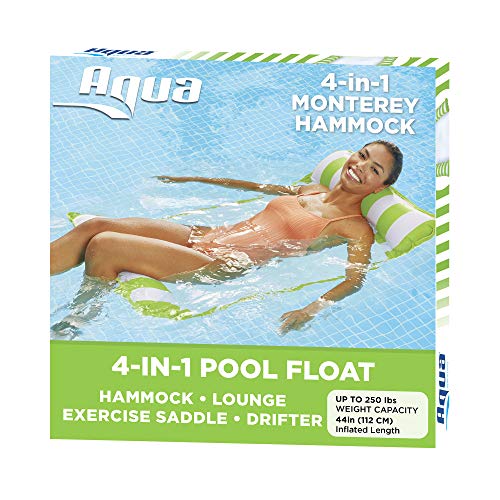 Aqua
4-in-1
MONTEREY
HAMMOCK
4-IN-1 POOL FLOAT
HAMMOCK • LOUNGE
EXERCISE SADDLE • DRIFTER
UP TO 250 lbs
WEIGHT CAPACITY
44in (112 CM)
Inflated Length
Aqua